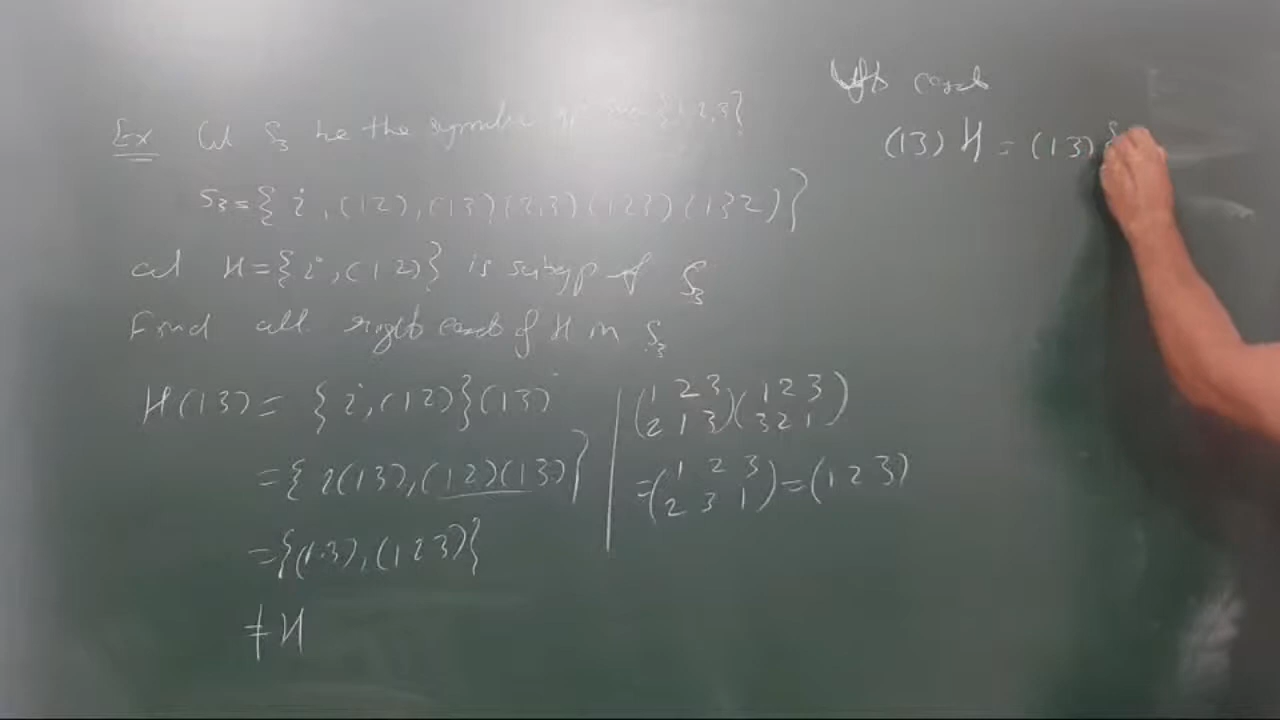 Ex Let S₃ be the symmetric gp on {1,2,3}
S₃ = { i , (12), (13) (2,3) (123) (132) }
let H = { i , (12)} is subgp of S₃
Find all right coset of H in S₃
H(13) = { i, (12)} (13)
= { i(13), (12)(13)}
= {(13), (123)}
≠ H
(1 2 3 / 2 1 3)(1 2 3 / 3 2 1)
= (1 2 3 / 2 3 1) = (1 2 3)
left coset
(13) H = (13) {